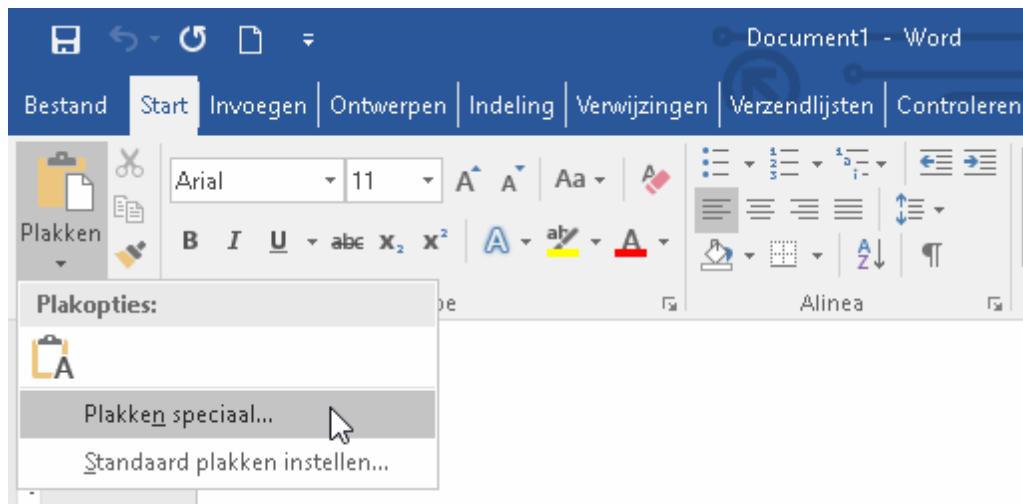 Document1 - Word
Bestand Start Invoegen Ontwerpen Indeling Verwijzingen Verzendlijsten Controleren
Arial 11 Aa
Plakken
B I U abc x₂ x²
Alinea
Plakopties:
Plakken speciaal...
Standaard plakken instellen...